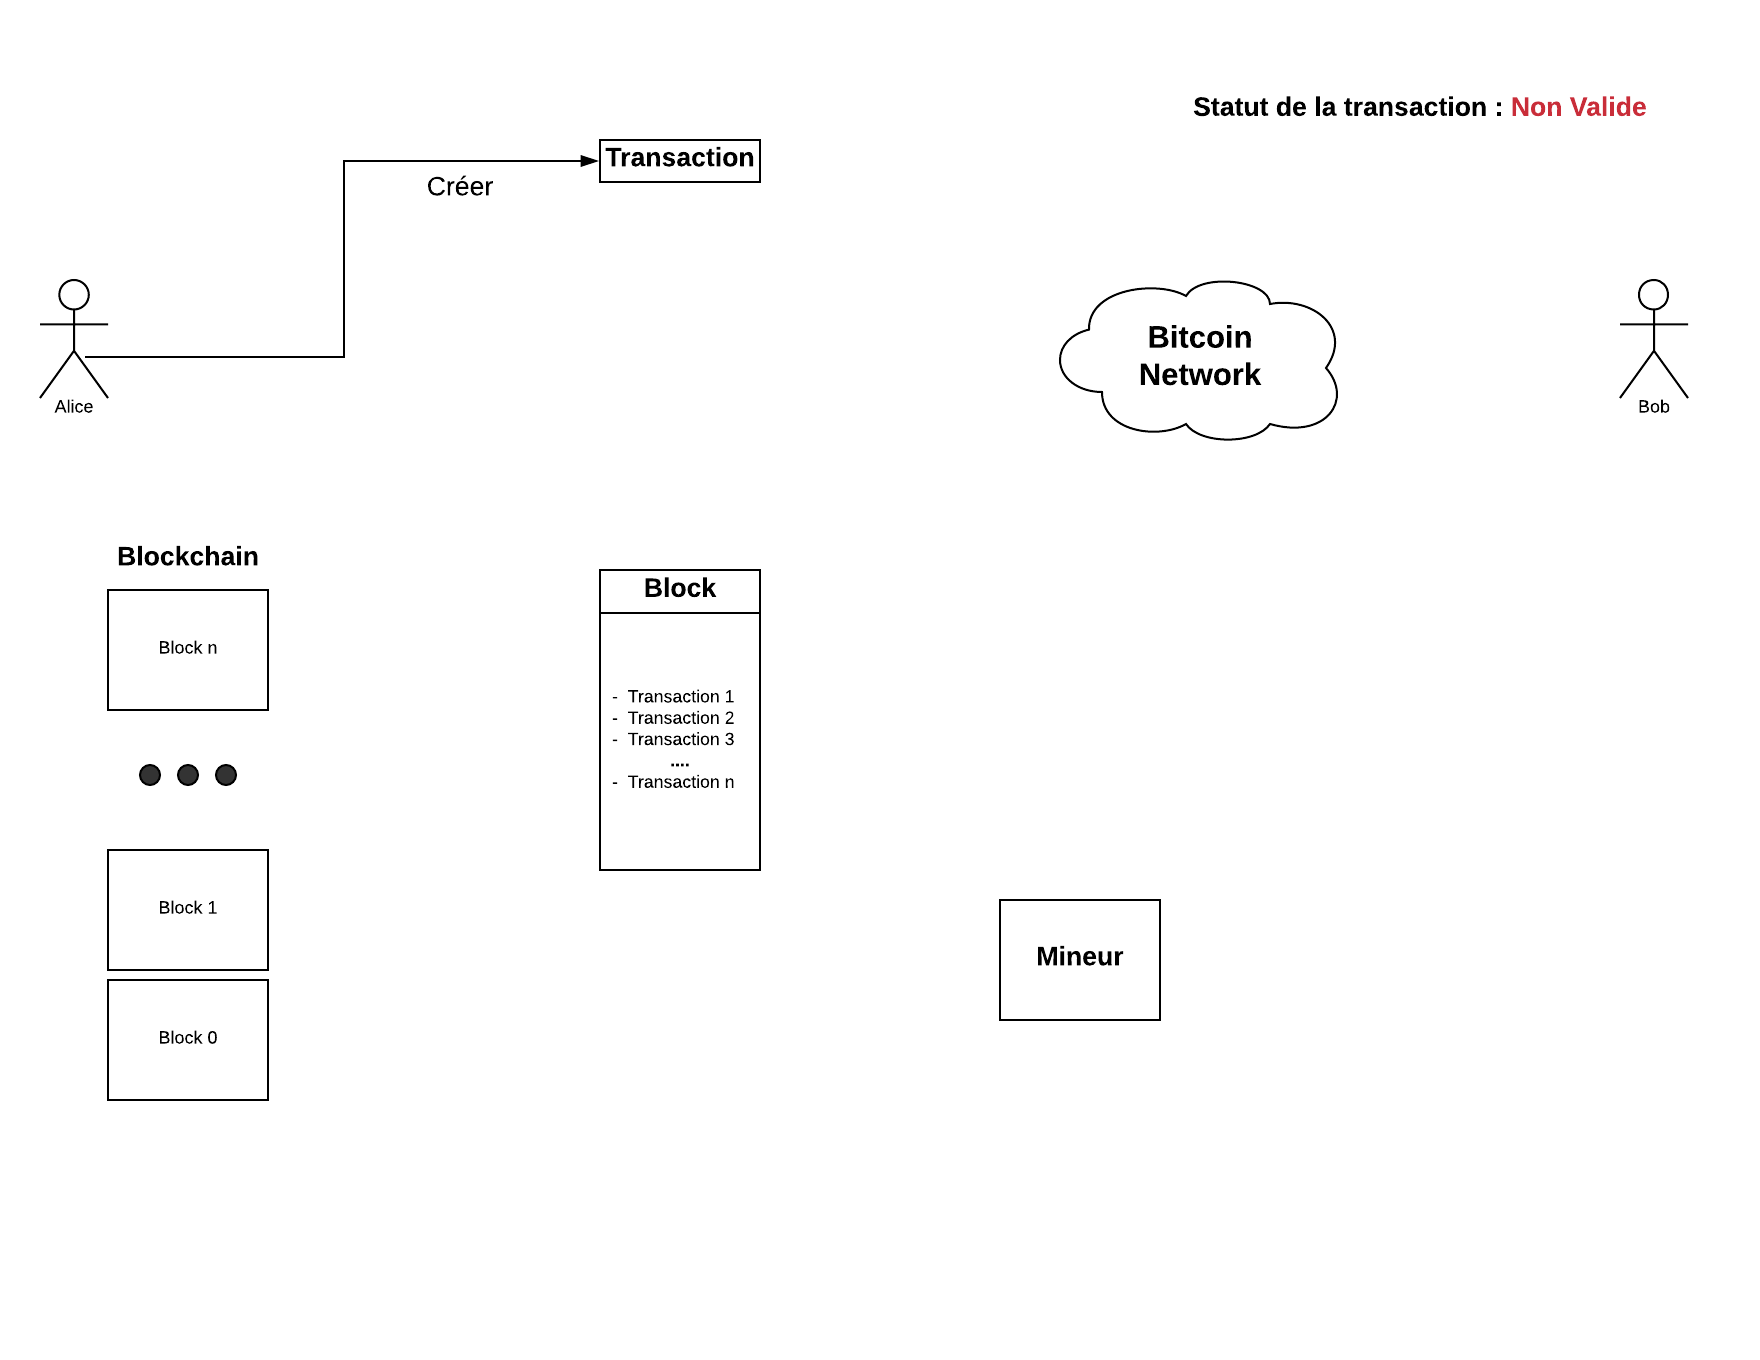 Statut de la transaction : Non Valide
Transaction
Créer
Bitcoin
Network
Alice
Bob
Blockchain
Block n
Block 1
Block 0
Block
- Transaction 1
- Transaction 2
- Transaction 3
....
- Transaction n
Mineur